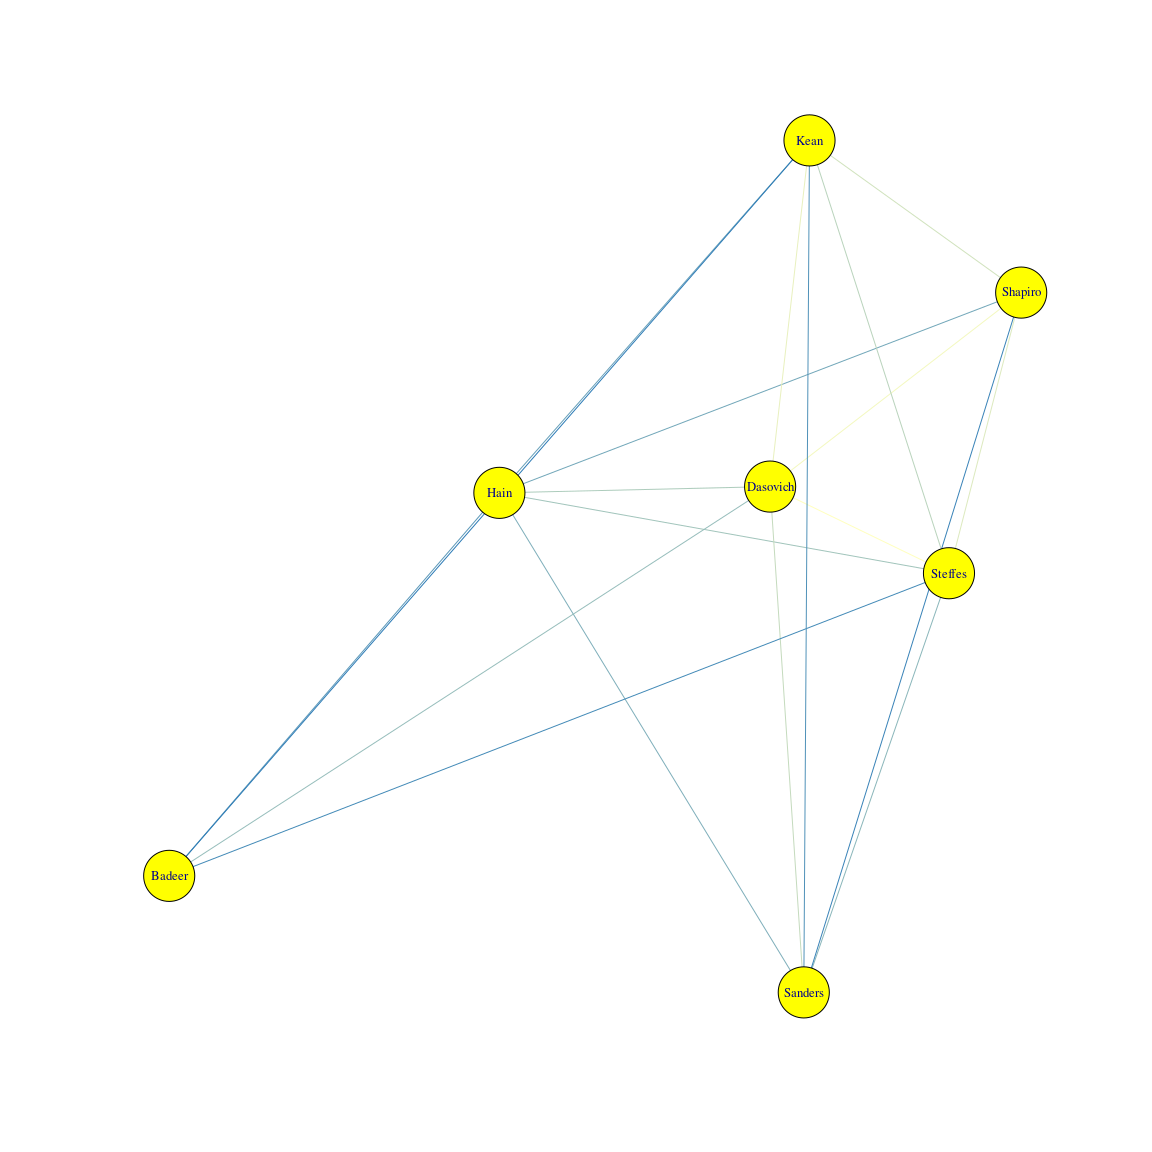 Kean
Shapiro
Dasovich
Hain
Steffes
Badeer
Sanders